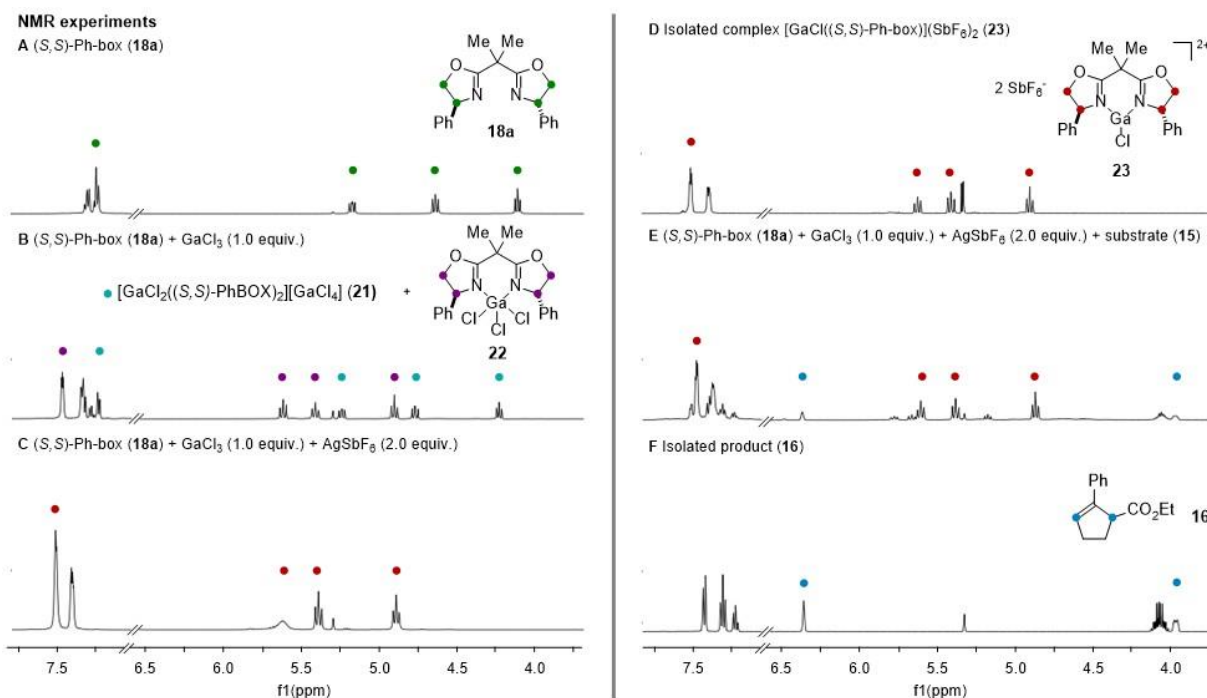 NMR experiments
A (S,S)-Ph-box (18a)
Me Me
O O
N N
Ph Ph
18a
B (S,S)-Ph-box (18a) + GaCl₃ (1.0 equiv.)
[GaCl₂((S,S)-PhBOX)₂][GaCl₄] (21) +
Me Me
O O
N N
Ph Ga Ph
Cl Cl
Cl
22
C (S,S)-Ph-box (18a) + GaCl₃ (1.0 equiv.) + AgSbF₆ (2.0 equiv.)
7.5 6.5 6.0 5.5 5.0 4.5 4.0
f1(ppm)
D Isolated complex [GaCl((S,S)-Ph-box)](SbF₆)₂ (23)
Me Me 2+
O O
2 SbF₆⁻
N N
Ph Ga Ph
Cl
23
E (S,S)-Ph-box (18a) + GaCl₃ (1.0 equiv.) + AgSbF₆ (2.0 equiv.) + substrate (15)
F Isolated product (16)
Ph
CO₂Et 16
7.5 6.5 6.0 5.5 5.0 4.5 4.0
f1(ppm)